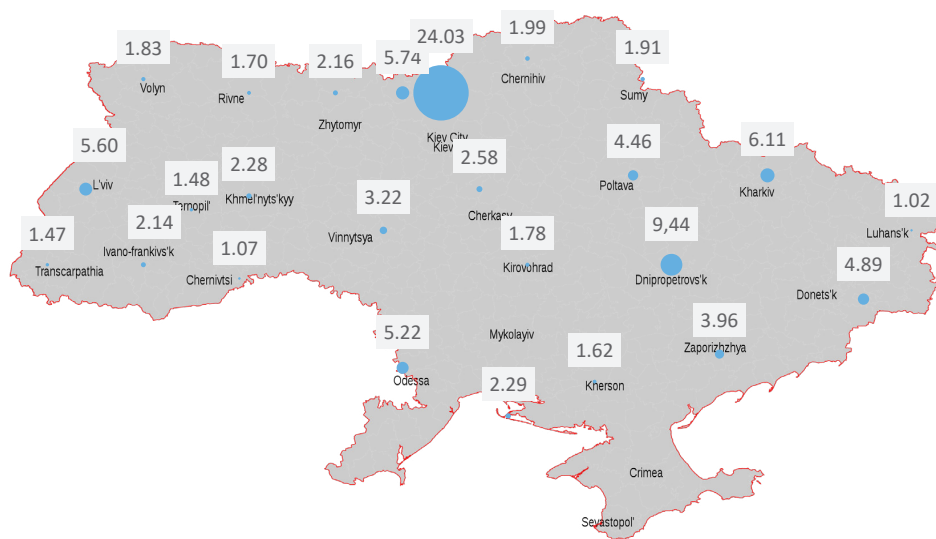 24.03
1.99
1.83
1.70
2.16
5.74
1.91
Volyn
Rivne
Chernihiv
Sumy
Zhytomyr
Kiev City
Kiev
5.60
4.46
6.11
L'viv
1.48
2.28
2.58
Poltava
Kharkiv
Ternopil'
Khmel'nyts'kyy
3.22
Cherkasy
1.02
1.47
2.14
Vinnytsya
1.78
9,44
Luhans'k
Ivano-frankivs'k
1.07
4.89
Transcarpathia
Chernivtsi
Kirovohrad
Dnipropetrovs'k
Donets'k
5.22
Mykolayiv
3.96
1.62
Zaporizhzhya
Odessa
2.29
Kherson
Crimea
Sevastopol'